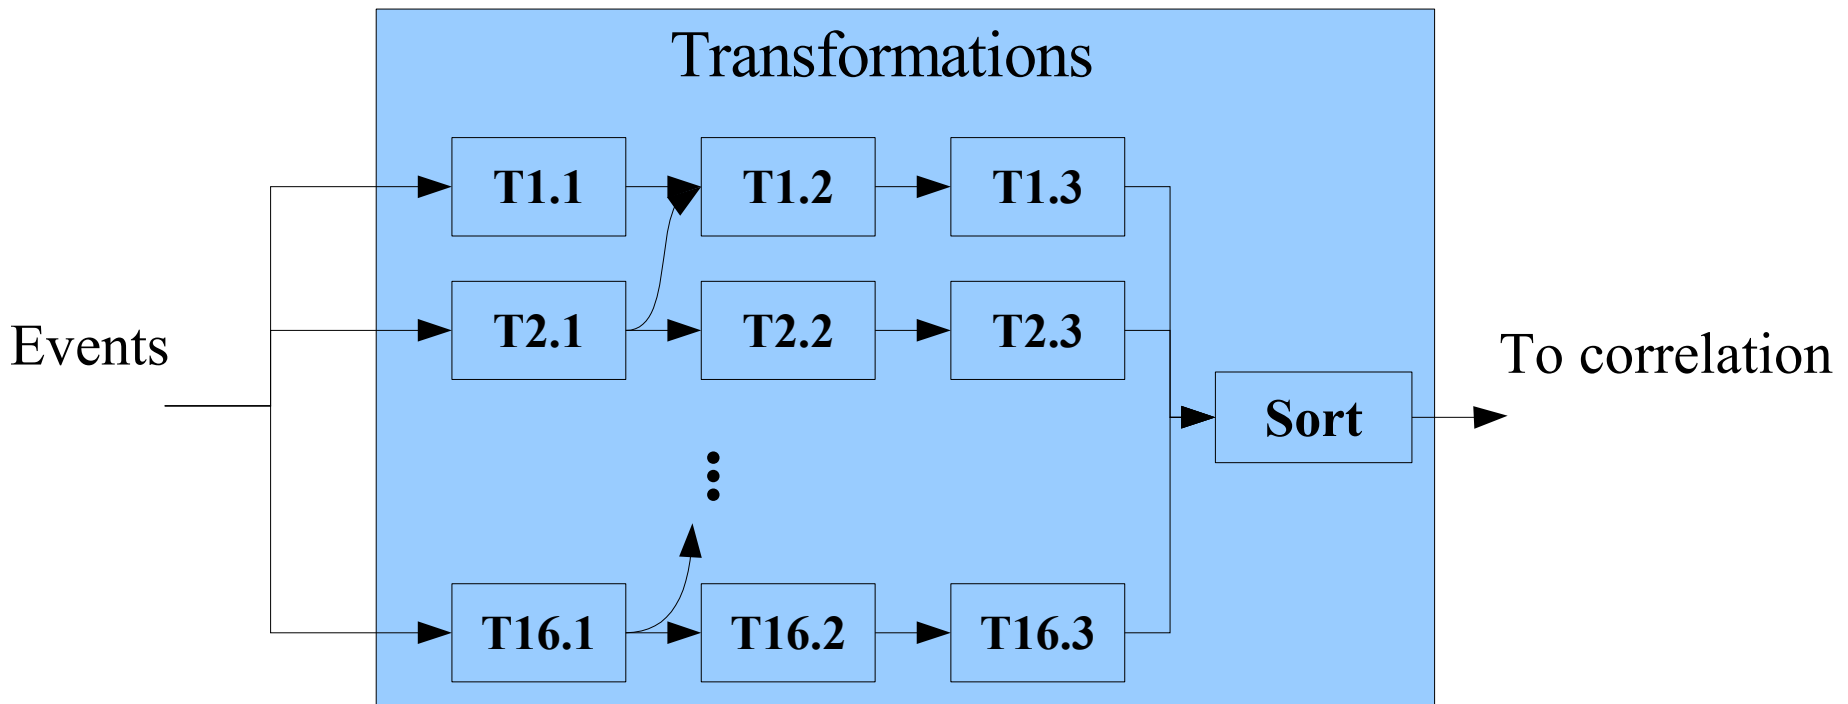 Transformations
T1.1
T1.2
T1.3
T2.1
T2.2
T2.3
Events
To correlation
Sort
T16.1
T16.2
T16.3